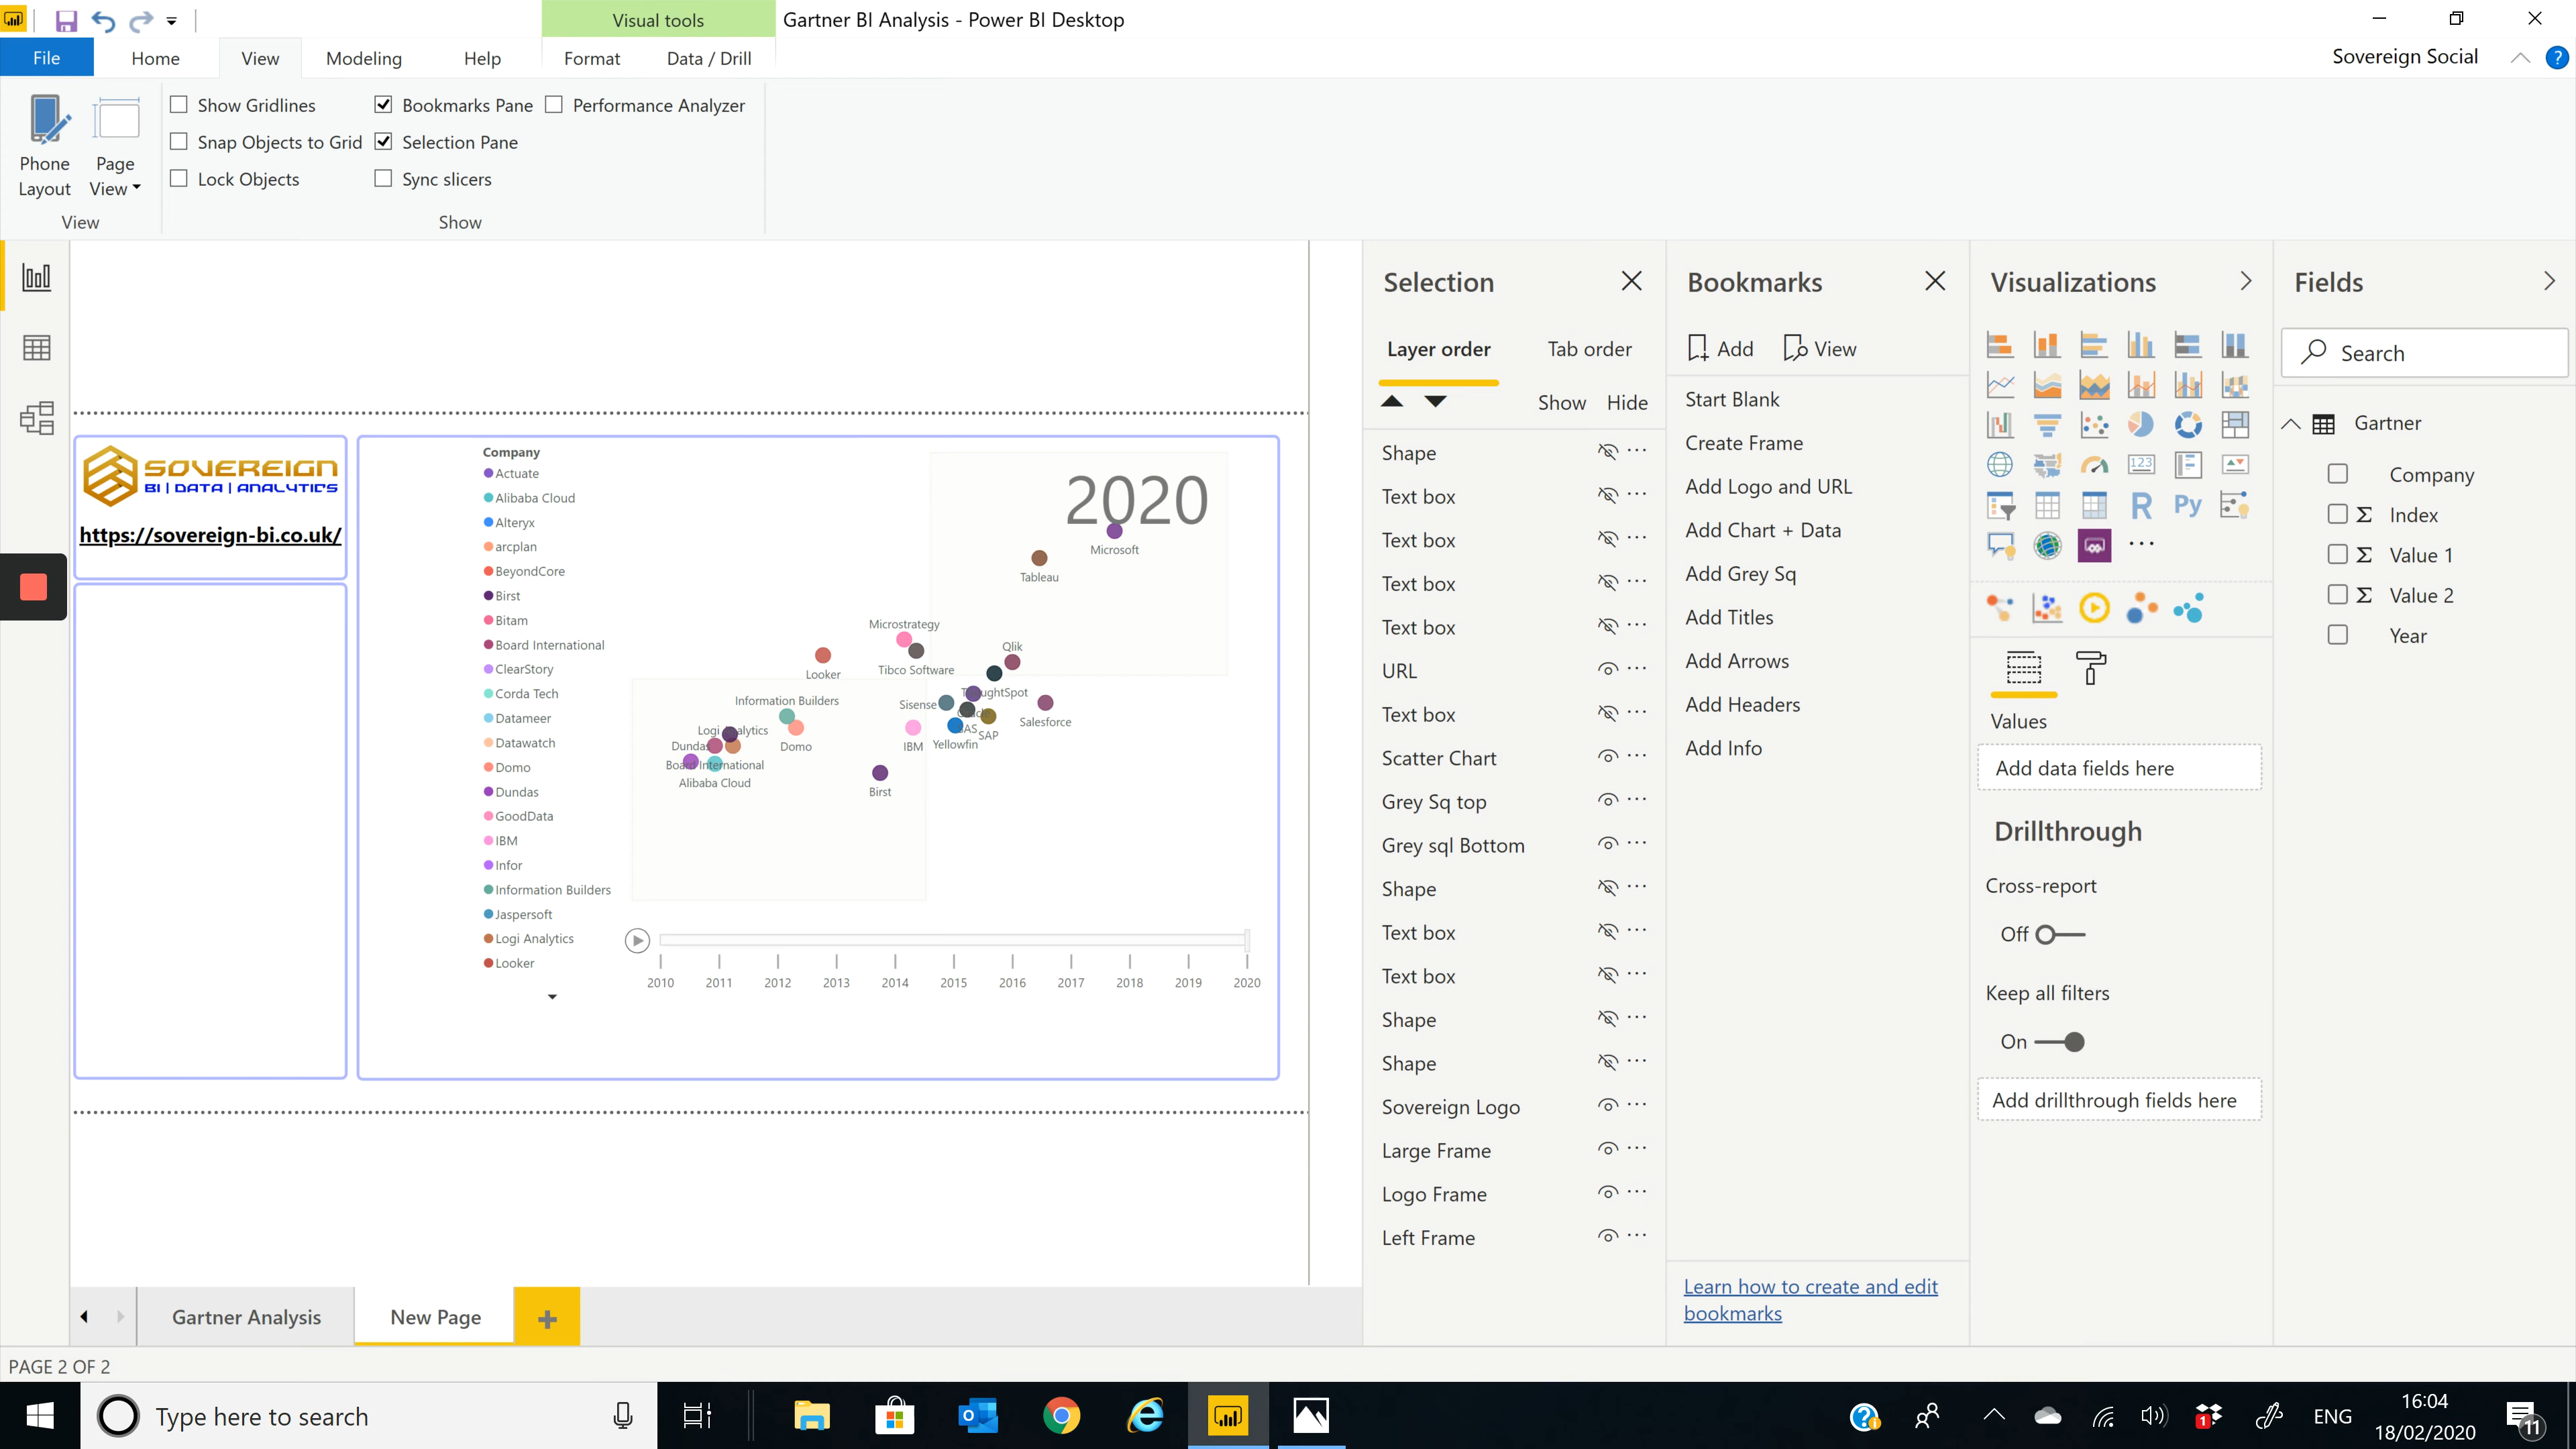 Visual tools
Gartner BI Analysis - Power BI Desktop
File
Home
View
Modeling
Help
Format
Data / Drill
Sovereign Social
?
Phone Layout
Page View
View
Show Gridlines
Snap Objects to Grid
Lock Objects
Bookmarks Pane
Selection Pane
Sync slicers
Performance Analyzer
Show
SOVEREIGN
BI | DATA | ANALYTICS
https://sovereign-bi.co.uk/
Company
Actuate
Alibaba Cloud
Alteryx
arcplan
BeyondCore
Birst
Bitam
Board International
ClearStory
Corda Tech
Datameer
Datawatch
Domo
Dundas
GoodData
IBM
Infor
Information Builders
Jaspersoft
Logi Analytics
Looker
2020
Microsoft
Tableau
Microstrategy
Tibco Software
Looker
Qlik
ThoughtSpot
Information Builders
Sisense
Salesforce
SAP
Yellowfin
IBM
Domo
Logi Analytics
Dundas
Board International
Alibaba Cloud
Birst
2010
2011
2012
2013
2014
2015
2016
2017
2018
2019
2020
Selection
Layer order
Tab order
Show
Hide
Shape
Text box
Text box
Text box
Text box
URL
Text box
Scatter Chart
Grey Sq top
Grey sql Bottom
Shape
Text box
Text box
Shape
Shape
Sovereign Logo
Large Frame
Logo Frame
Left Frame
Bookmarks
Add
View
Start Blank
Create Frame
Add Logo and URL
Add Chart + Data
Add Grey Sq
Add Titles
Add Arrows
Add Headers
Add Info
Learn how to create and edit
bookmarks
Visualizations
123
R
Py
Values
Add data fields here
Drillthrough
Cross-report
Off
Keep all filters
On
Add drillthrough fields here
Fields
Search
Gartner
Company
Σ Index
Σ Value 1
Σ Value 2
Year
Gartner Analysis
New Page
+
PAGE 2 OF 2
Type here to search
ENG
16:04
18/02/2020
1
11